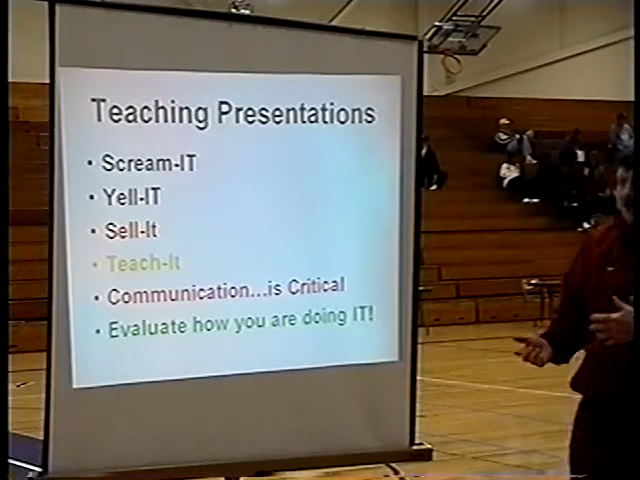 Teaching Presentations
• Scream-IT
• Yell-IT
• Sell-It
• Teach-It
• Communication...is Critical
• Evaluate how you are doing IT!